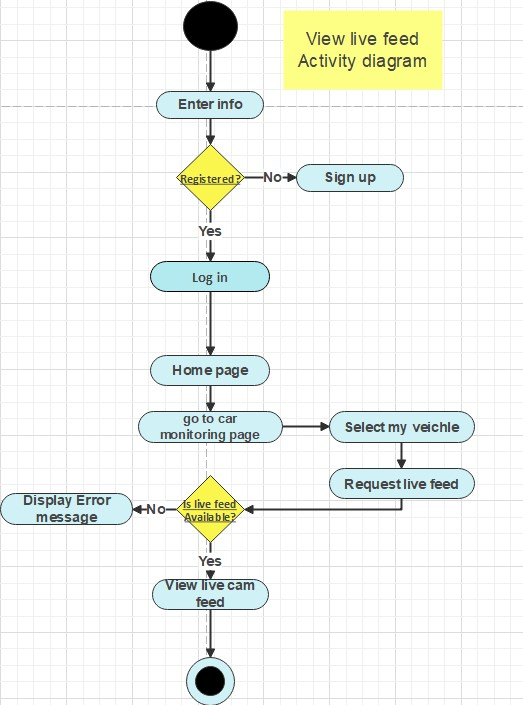 View live feed
Activity diagram
Enter info
Registered?
No
Sign up
Yes
Log in
Home page
go to car
monitoring page
Select my veichle
Request live feed
Is live feed
Available?
No
Display Error
message
Yes
View live cam
feed